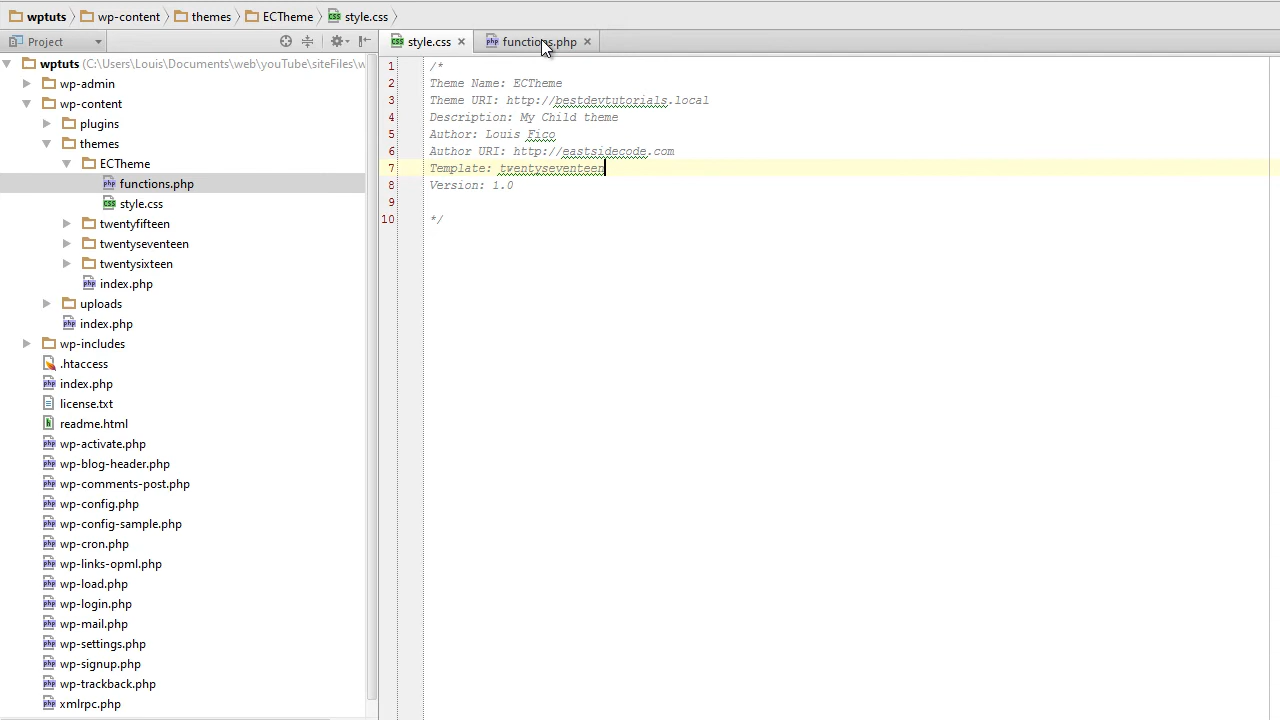 wptuts wp-content themes ECTheme style.css
Project
style.css functions.php
wptuts (C:\Users\Louis\Documents\web\youTube\siteFiles\w
wp-admin
wp-content
plugins
themes
ECTheme
functions.php
style.css
twentyfifteen
twentyseventeen
twentysixteen
index.php
uploads
index.php
wp-includes
.htaccess
index.php
license.txt
readme.html
wp-activate.php
wp-blog-header.php
wp-comments-post.php
wp-config.php
wp-config-sample.php
wp-cron.php
wp-links-opml.php
wp-load.php
wp-login.php
wp-mail.php
wp-settings.php
wp-signup.php
wp-trackback.php
xmlrpc.php
1 /*
2 Theme Name: ECTheme
3 Theme URI: http://bestdevtutorials.local
4 Description: My Child theme
5 Author: Louis Fico
6 Author URI: http://eastsidecode.com
7 Template: twentyseventeen
8 Version: 1.0
9
10 */